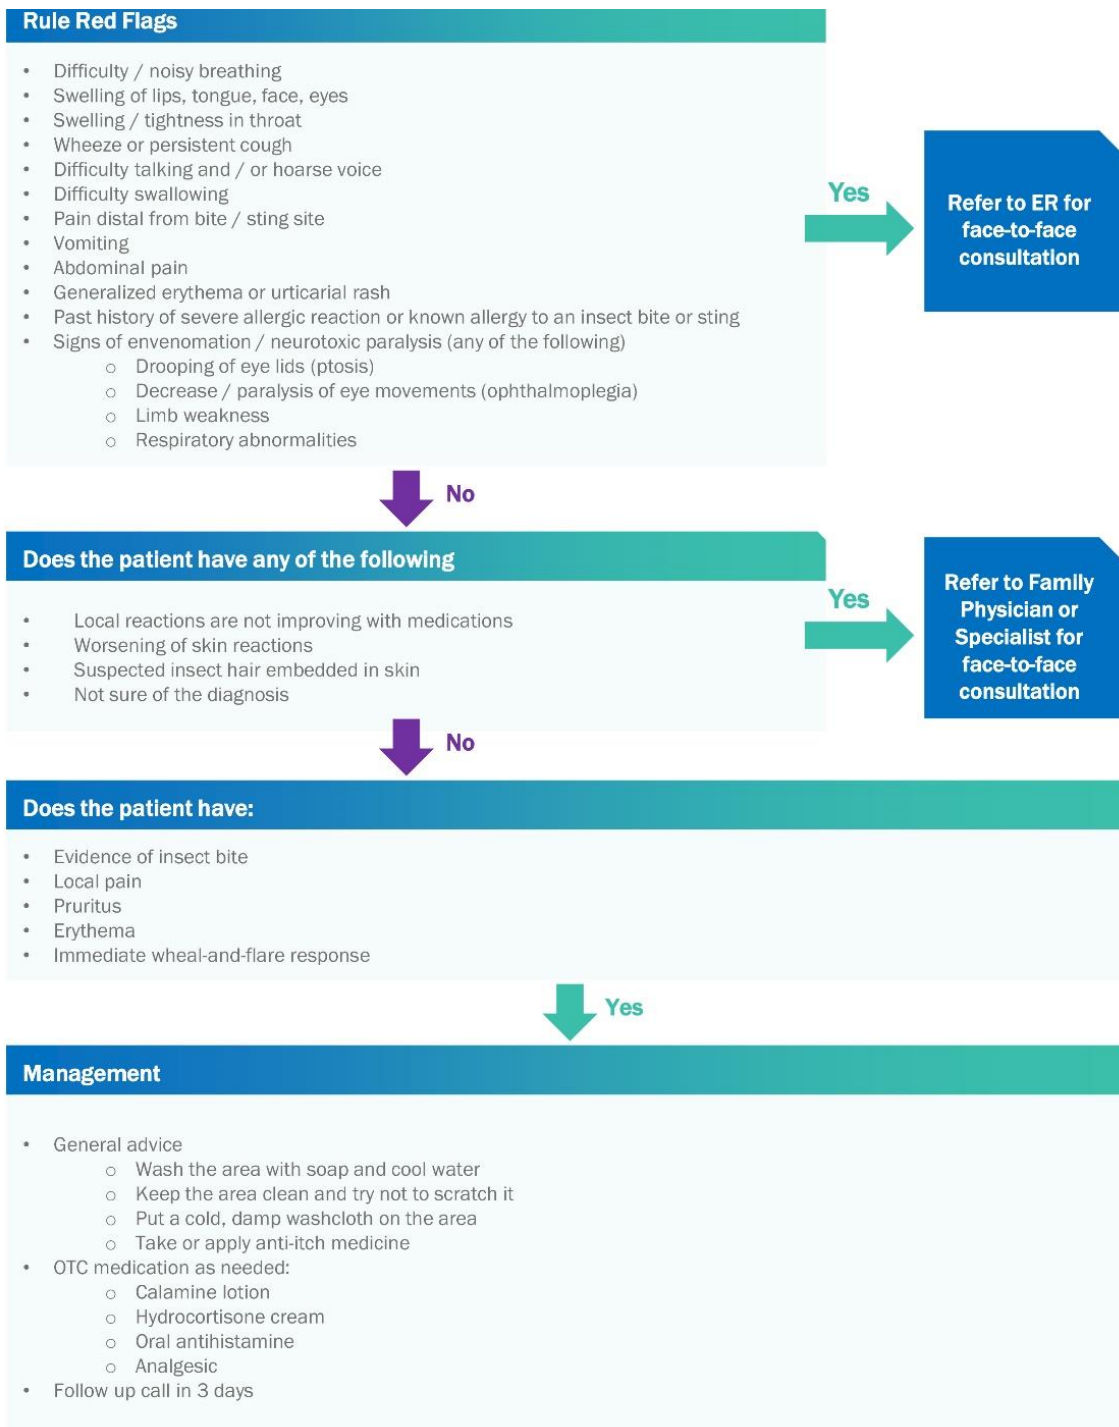 Rule Red Flags
• Difficulty / noisy breathing
• Swelling of lips, tongue, face, eyes
• Swelling / tightness in throat
• Wheeze or persistent cough
• Difficulty talking and / or hoarse voice
• Difficulty swallowing
• Pain distal from bite / sting site
• Vomiting
• Abdominal pain
• Generalized erythema or urticarial rash
• Past history of severe allergic reaction or known allergy to an insect bite or sting
• Signs of envenomation / neurotoxic paralysis (any of the following)
o Drooping of eye lids (ptosis)
o Decrease / paralysis of eye movements (ophthalmoplegia)
o Limb weakness
o Respiratory abnormalities
Yes
Refer to ER for
face-to-face
consultation
No
Does the patient have any of the following
• Local reactions are not improving with medications
• Worsening of skin reactions
• Suspected insect hair embedded in skin
• Not sure of the diagnosis
Yes
Refer to Family
Physician or
Specialist for
face-to-face
consultation
No
Does the patient have:
• Evidence of insect bite
• Local pain
• Pruritus
• Erythema
• Immediate wheal-and-flare response
Yes
Management
• General advice
o Wash the area with soap and cool water
o Keep the area clean and try not to scratch it
o Put a cold, damp washcloth on the area
o Take or apply anti-itch medicine
• OTC medication as needed:
o Calamine lotion
o Hydrocortisone cream
o Oral antihistamine
o Analgesic
• Follow up call in 3 days